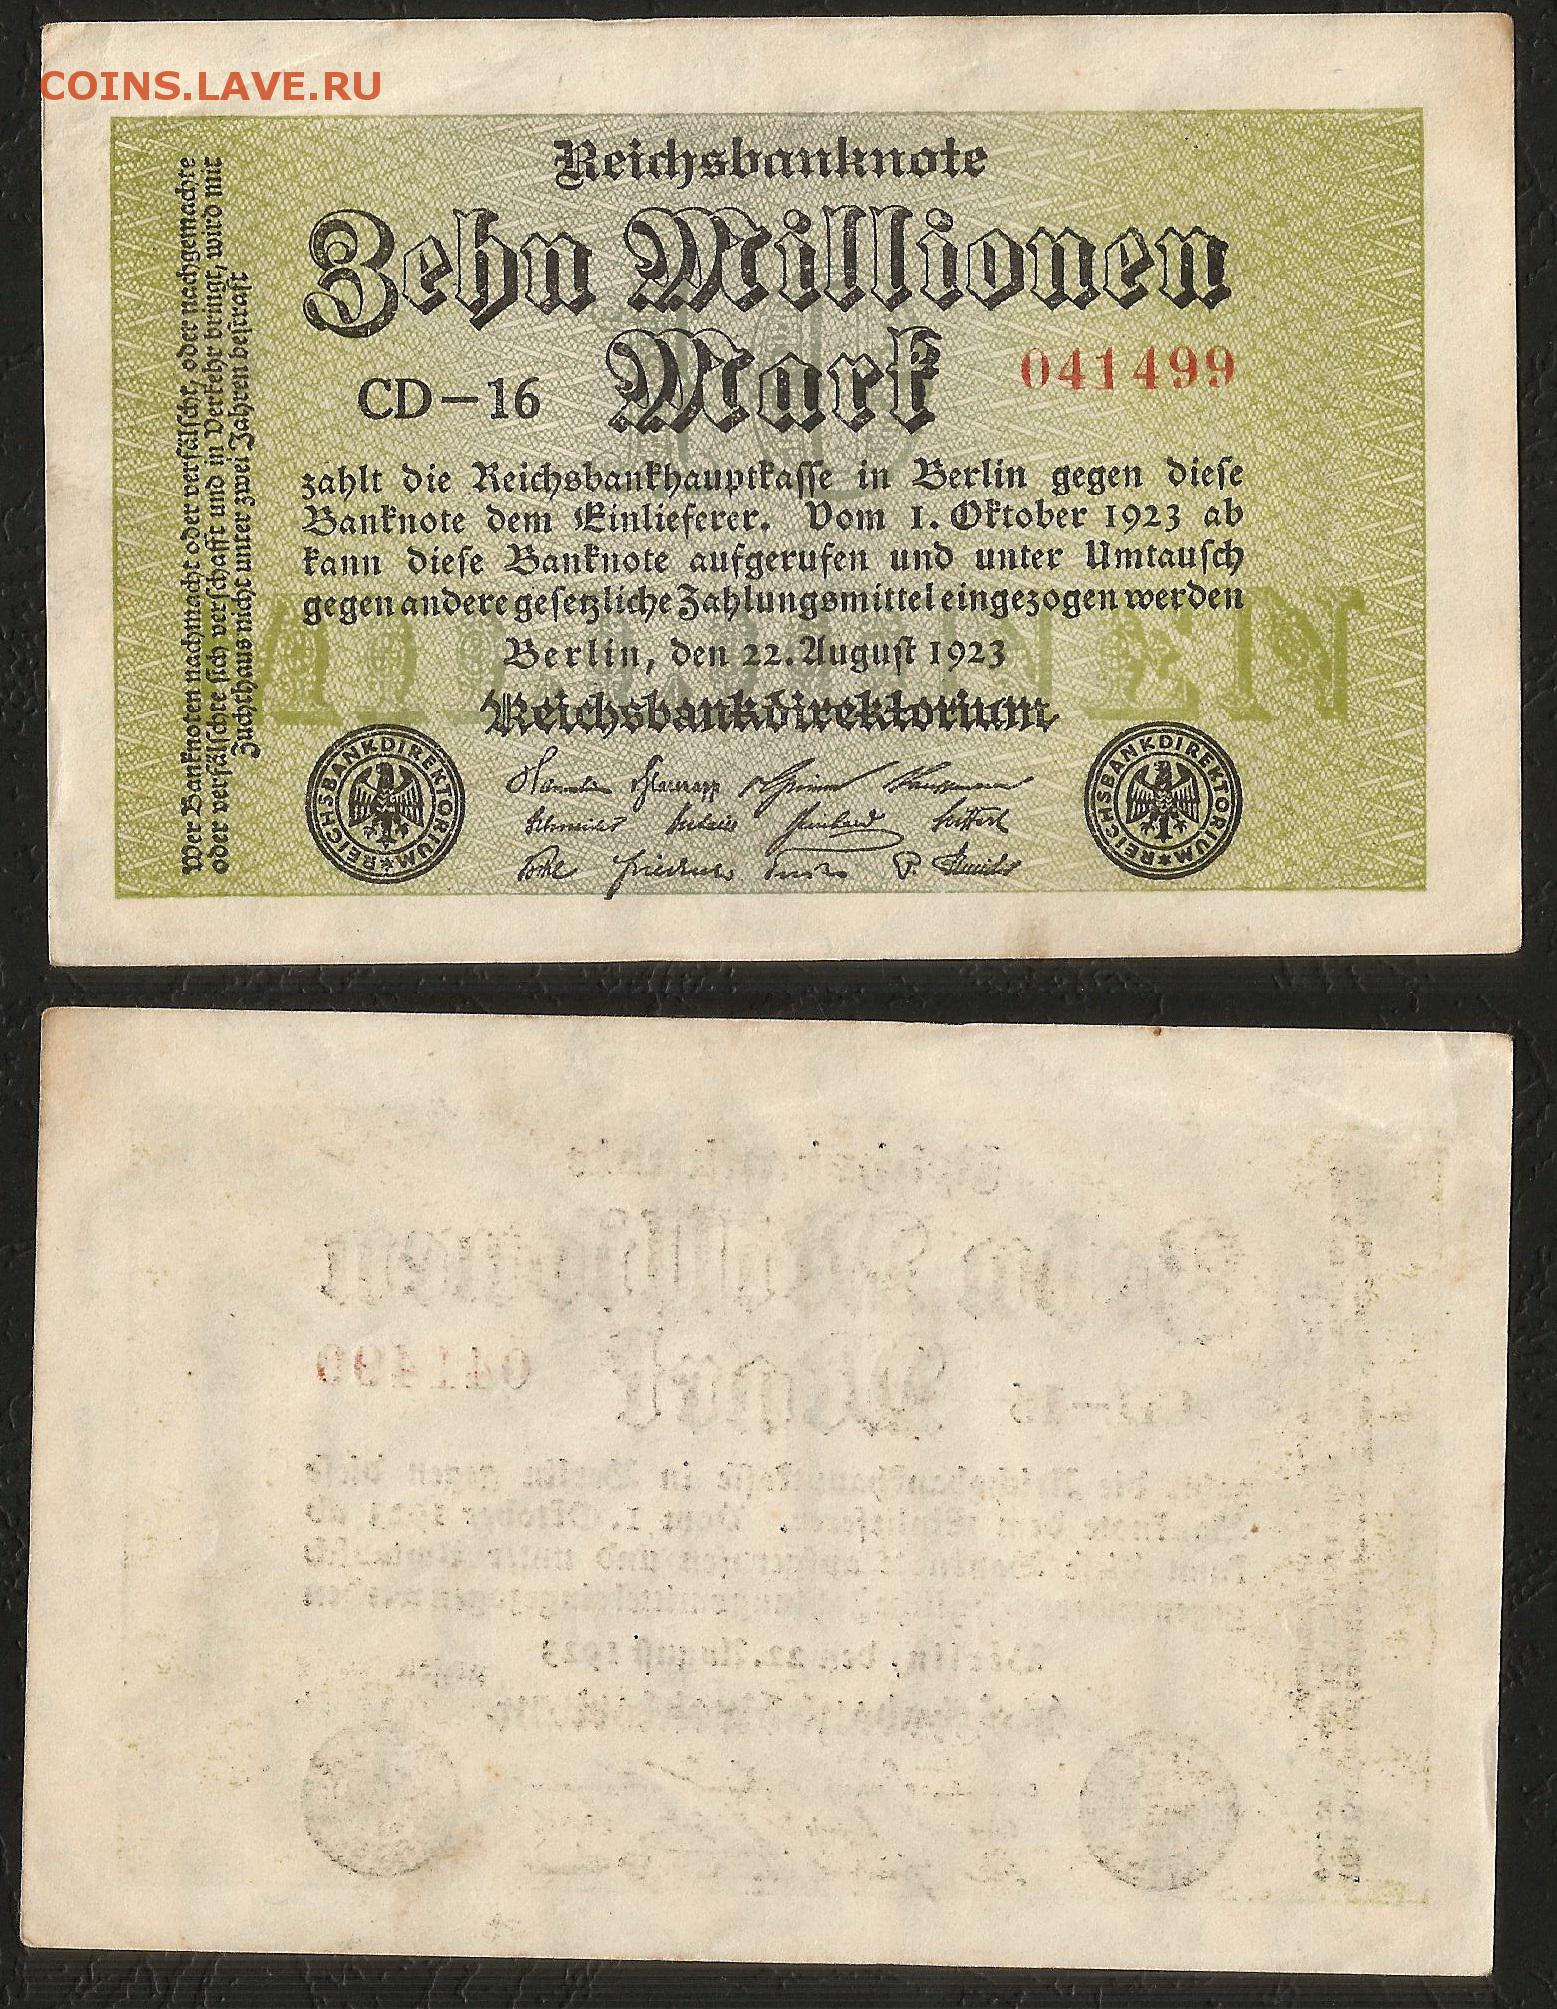 COINS.LAVE.RU
Reichsbanknote
Zehn Millionen
Mark
CD–16
041499
zahlt die Reichsbankhauptkasse in Berlin gegen diese
Banknote dem Einlieferer. Vom 1. Oktober 1923 ab
kann diese Banknote aufgerufen und unter Umtausch
gegen andere gesetzliche Zahlungsmittel eingezogen werden
Berlin, den 22. August 1923
Reichsbankdirektorium
Wer Banknoten nachmacht oder verfälscht, oder nachgemachte
oder verfälschte sich verschafft und in Verkehr bringt, wird mit
Zuchthaus nicht unter zwei Jahren bestraft
REICHSBANKDIREKTORIUM
REICHSBANKDIREKTORIUM